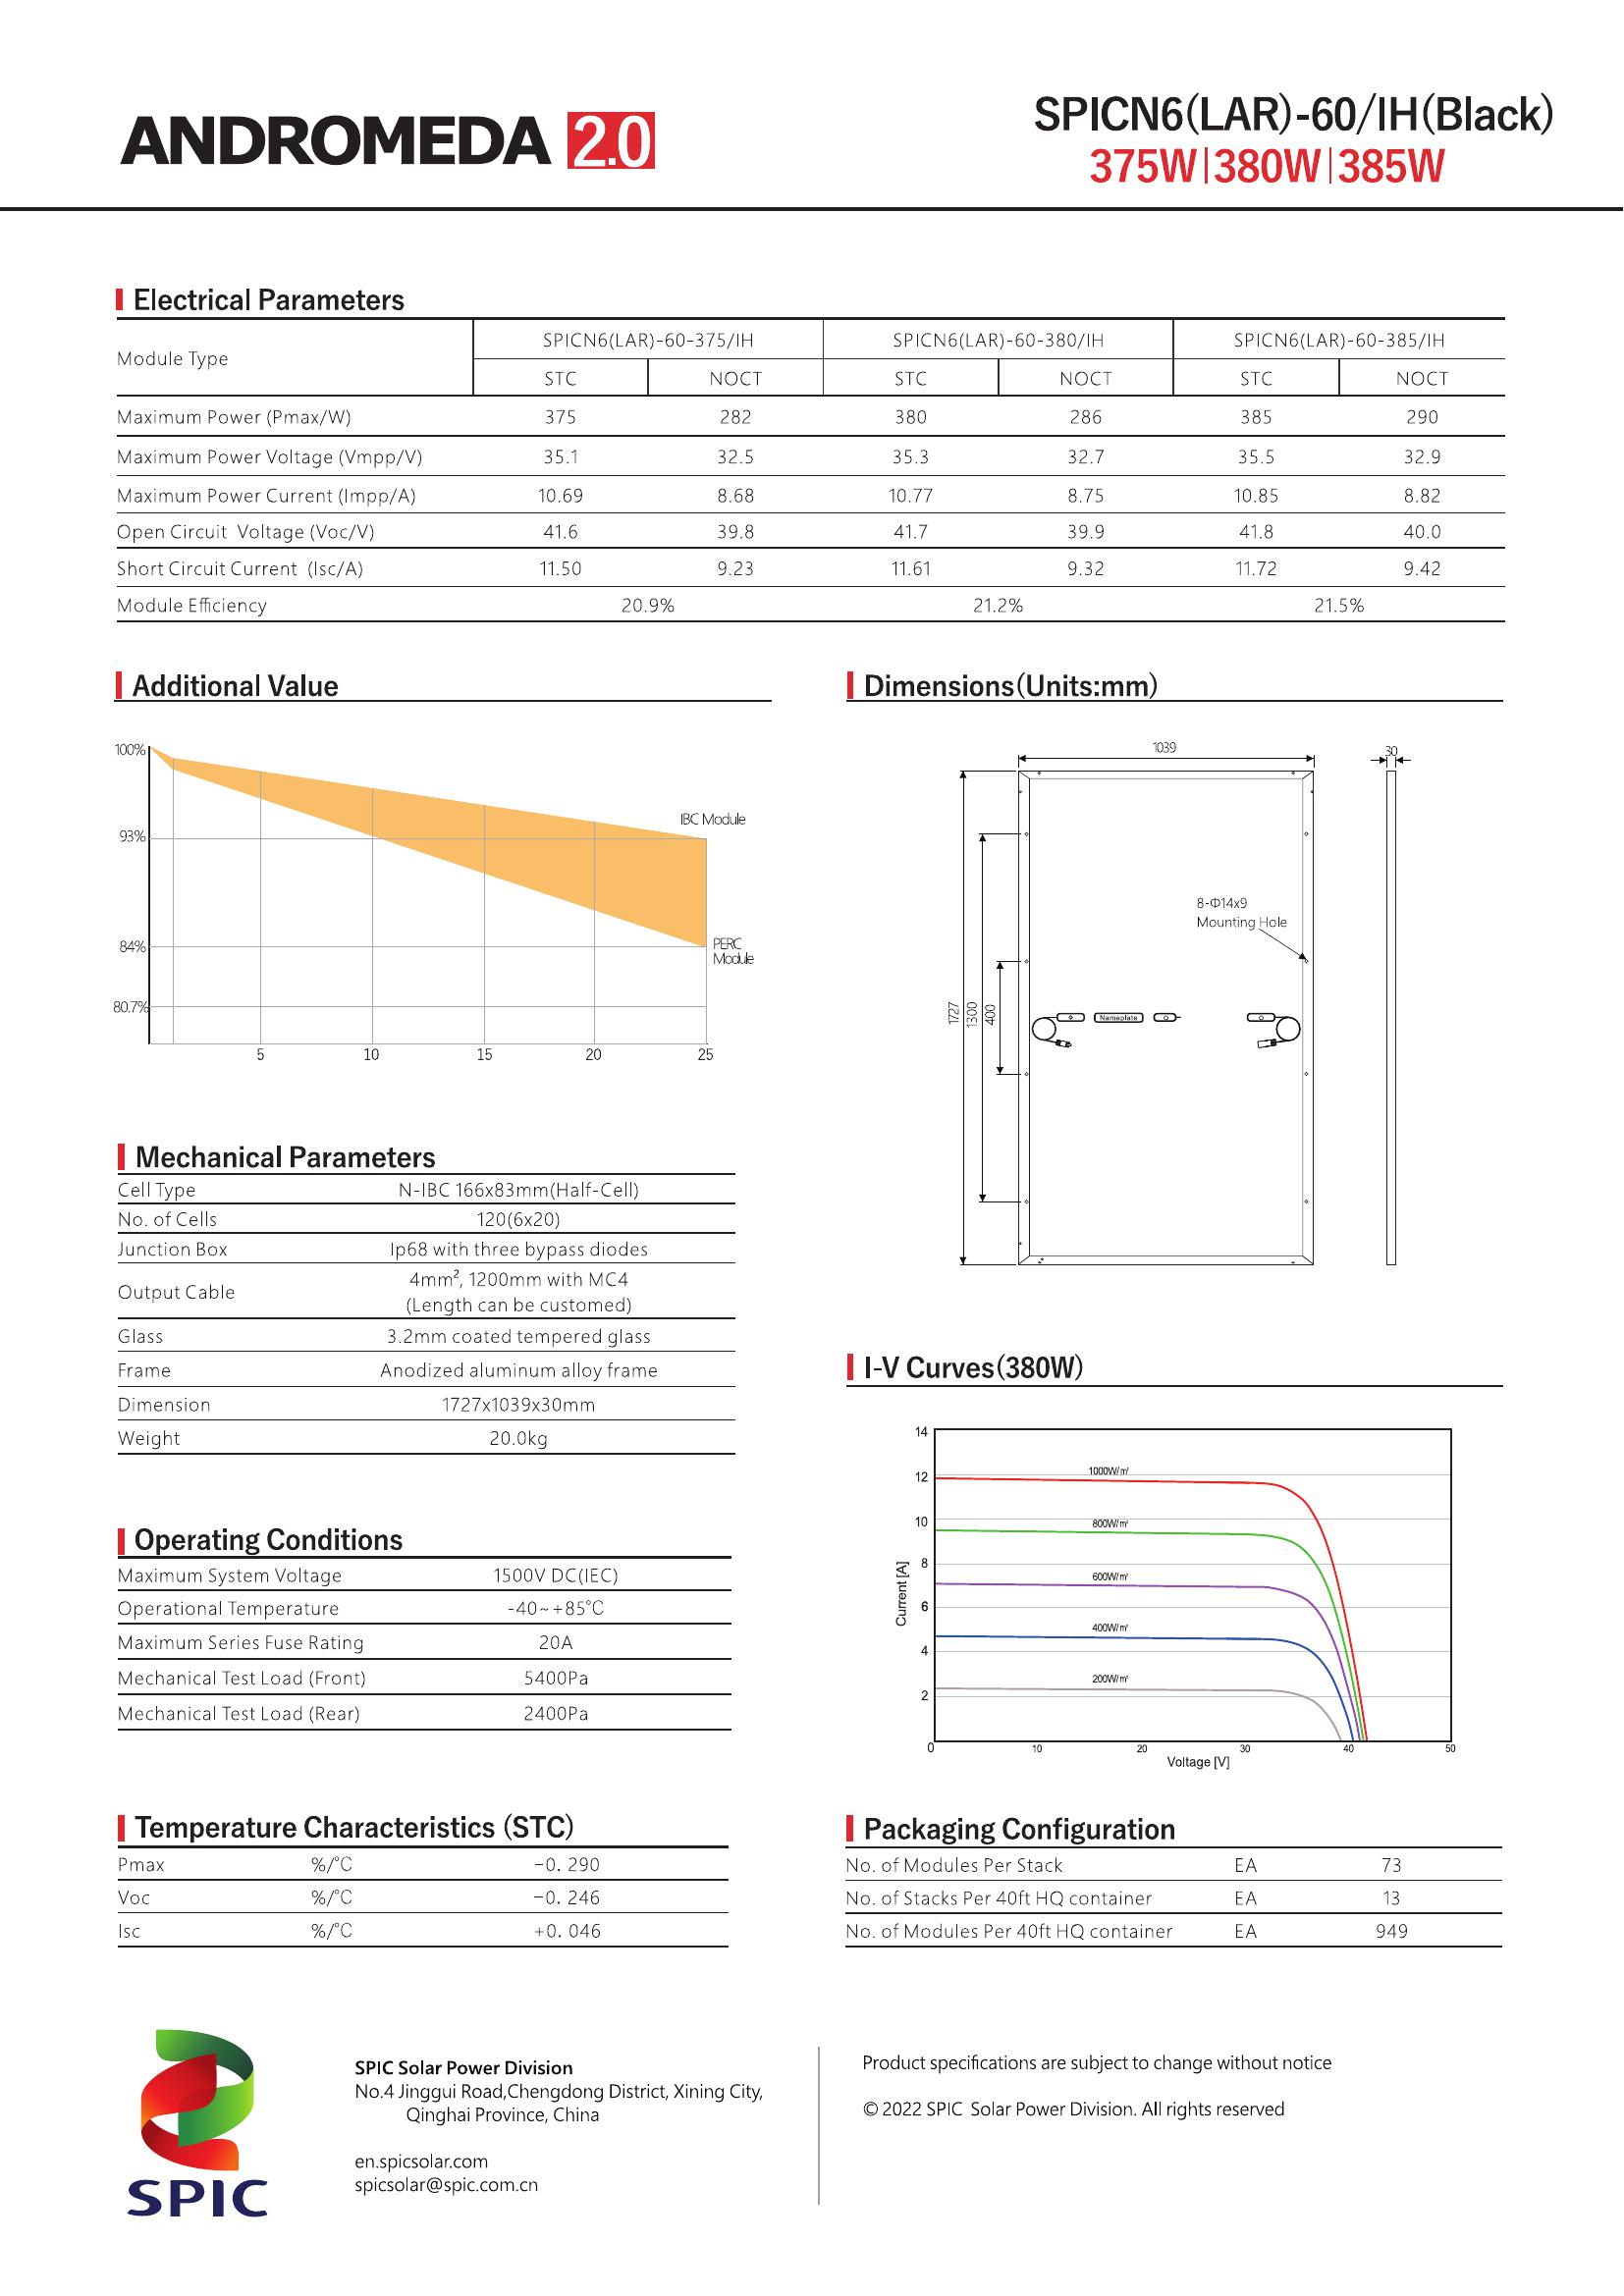 ANDROMEDA 2.0
SPICN6(LAR)-60/IH(Black)
375W|380W|385W
Electrical Parameters
Module Type
SPICN6(LAR)-60-375/IH SPICN6(LAR)-60-380/IH SPICN6(LAR)-60-385/IH
STC NOCT STC NOCT STC NOCT
Maximum Power (Pmax/W) 375 282 380 286 385 290
Maximum Power Voltage (Vmpp/V) 35.1 32.5 35.3 32.7 35.5 32.9
Maximum Power Current (Impp/A) 10.69 8.68 10.77 8.75 10.85 8.82
Open Circuit Voltage (Voc/V) 41.6 39.8 41.7 39.9 41.8 40.0
Short Circuit Current (Isc/A) 11.50 9.23 11.61 9.32 11.72 9.42
Module Efficiency 20.9% 21.2% 21.5%
Additional Value
100%
93%
84%
80.7%
IBC Module
PERC
Module
5 10 15 20 25
Dimensions(Units:mm)
1039
30
8-Φ14x9
Mounting Hole
1727
1300
400
Nameplate
Mechanical Parameters
Cell Type N-IBC 166x83mm(Half-Cell)
No. of Cells 120(6x20)
Junction Box Ip68 with three bypass diodes
Output Cable 4mm², 1200mm with MC4
(Length can be customed)
Glass 3.2mm coated tempered glass
Frame Anodized aluminum alloy frame
Dimension 1727x1039x30mm
Weight 20.0kg
I-V Curves(380W)
14
12
10
8
6
4
2
0
Current [A]
1000W/m²
800W/m²
600W/m²
400W/m²
200W/m²
10 20 30 40 50
Voltage [V]
Operating Conditions
Maximum System Voltage 1500V DC(IEC)
Operational Temperature -40~+85°C
Maximum Series Fuse Rating 20A
Mechanical Test Load (Front) 5400Pa
Mechanical Test Load (Rear) 2400Pa
Temperature Characteristics (STC)
Pmax %/°C −0. 290
Voc %/°C −0. 246
Isc %/°C +0. 046
Packaging Configuration
No. of Modules Per Stack EA 73
No. of Stacks Per 40ft HQ container EA 13
No. of Modules Per 40ft HQ container EA 949
SPIC
SPIC Solar Power Division
No.4 Jinggui Road,Chengdong District, Xining City,
Qinghai Province, China
en.spicsolar.com
spicsolar@spic.com.cn
Product specifications are subject to change without notice
© 2022 SPIC Solar Power Division. All rights reserved